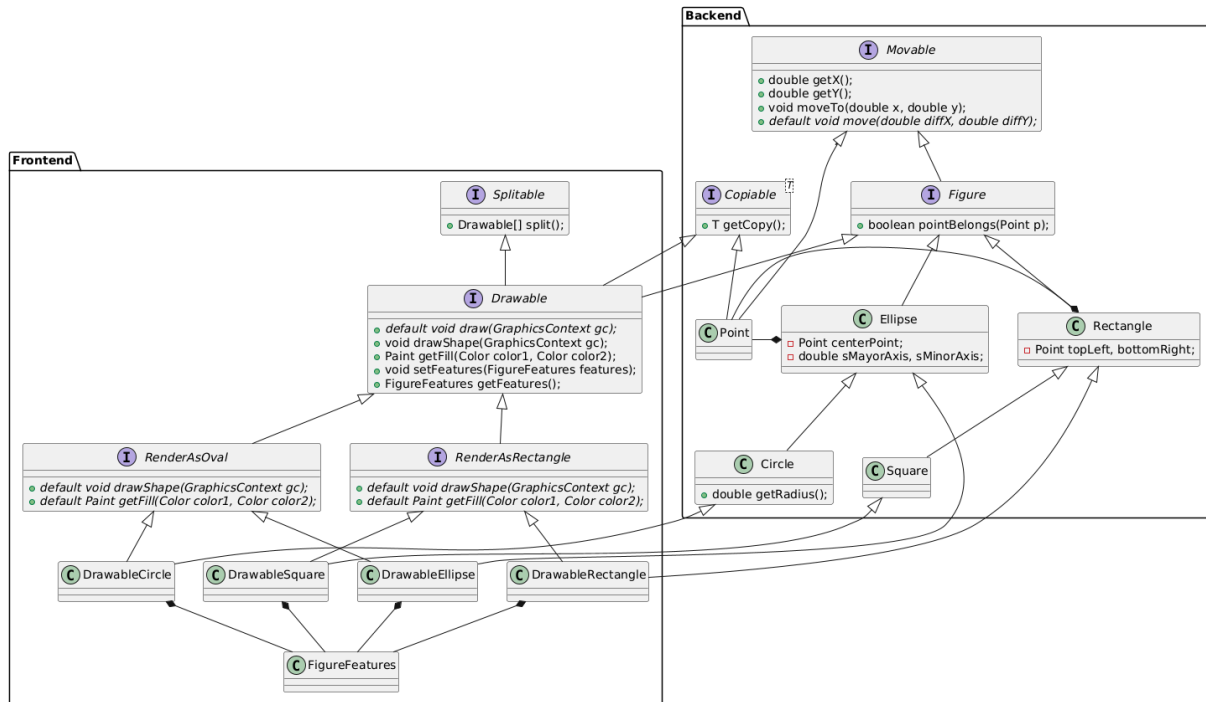 Backend
I Movable
double getX();
double getY();
void moveTo(double x, double y);
default void move(double diffX, double diffY);
Frontend
I Splitable
Drawable[] split();
I Copiable T
T getCopy();
I Figure
boolean pointBelongs(Point p);
I Drawable
default void draw(GraphicsContext gc);
void drawShape(GraphicsContext gc);
Paint getFill(Color color1, Color color2);
void setFeatures(FigureFeatures features);
FigureFeatures getFeatures();
C Point
C Ellipse
Point centerPoint;
double sMayorAxis, sMinorAxis;
C Rectangle
Point topLeft, bottomRight;
I RenderAsOval
default void drawShape(GraphicsContext gc);
default Paint getFill(Color color1, Color color2);
I RenderAsRectangle
default void drawShape(GraphicsContext gc);
default Paint getFill(Color color1, Color color2);
C Circle
double getRadius();
C Square
C DrawableCircle
C DrawableSquare
C DrawableEllipse
C DrawableRectangle
C FigureFeatures